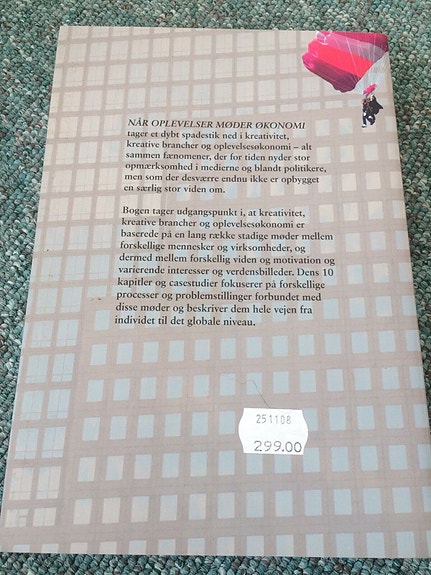 NÅR OPLEVELSER MØDER ØKONOMI
tager et dybt spadestik ned i kreativitet,
kreative brancher og oplevelsesøkonomi – alt
sammen fænomener, der for tiden nyder stor
opmærksomhed i medierne og blandt politikere,
men som der desværre endnu ikke er opbygget
en særlig stor viden om.
Bogen tager udgangspunkt i, at kreativitet,
kreative brancher og oplevelsesøkonomi er
baserede på en lang række stadige møder mellem
forskellige mennesker og virksomheder, og
dermed mellem forskellig viden og motivation og
varierende interesser og verdensbilleder. Dens 10
kapitler og casestudier fokuserer på forskellige
processer og problemstillinger forbundet med
disse møder og beskriver dem hele vejen fra
individet til det globale niveau.
251108
299.00